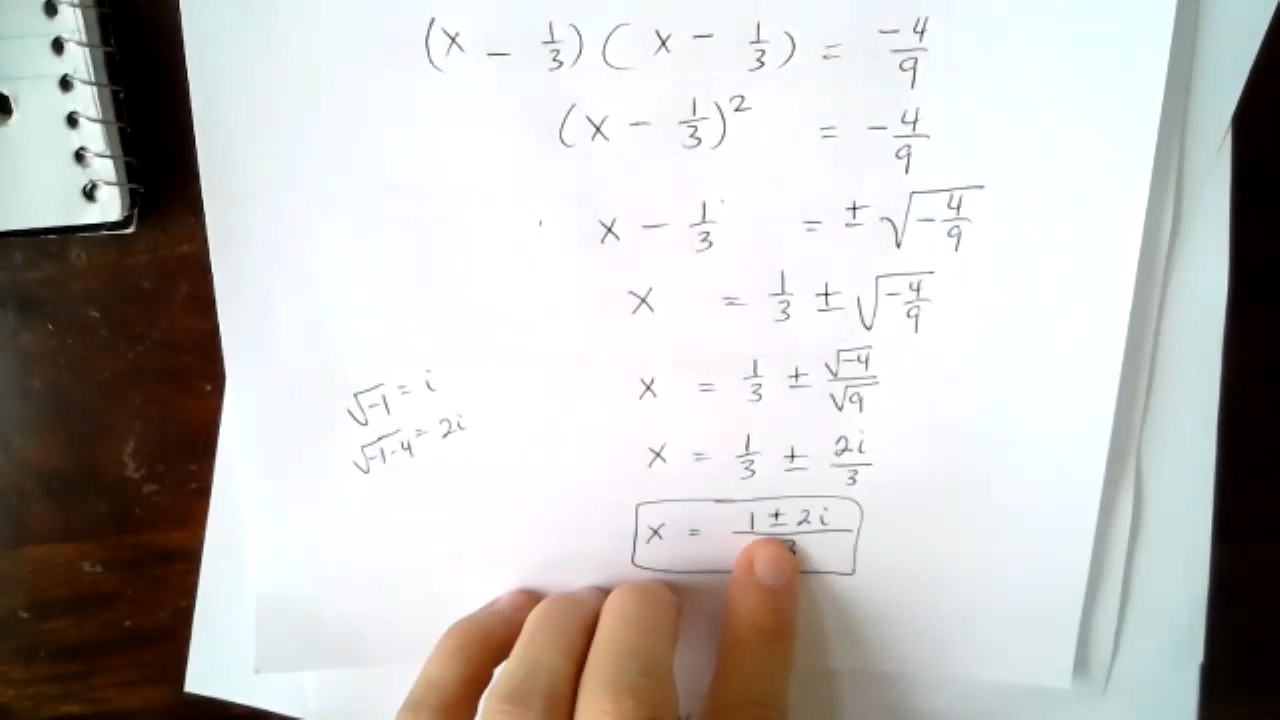 (x - 1/3)(x - 1/3) = -4/9
(x - 1/3)² = -4/9
x - 1/3 = ±√(-4/9)
x = 1/3 ± √(-4/9)
x = 1/3 ± √-4/√9
√-1 = i
√-1·4 = 2i
x = 1/3 ± 2i/3
x = (1 ± 2i)/3